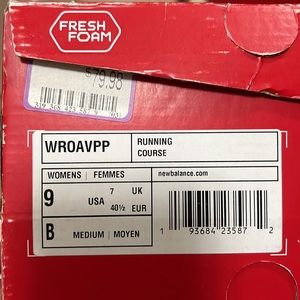 FRESH
FOAM
$79.98
WROAVPP
RUNNING
COURSE
WOMENS | FEMMES
newbalance.com
9 USA
7 UK
40½ EUR
B MEDIUM | MOYEN
1 93684 23587 2